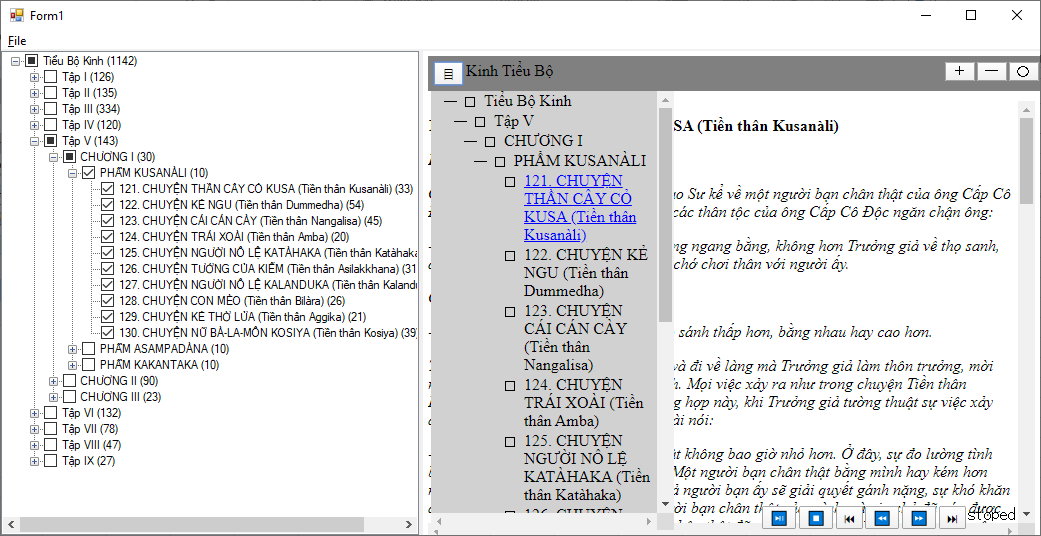 Form1
File
Tiểu Bộ Kinh (1142)
Tập I (126)
Tập II (135)
Tập III (334)
Tập IV (120)
Tập V (143)
CHƯƠNG I (30)
PHẨM KUSANÀLI (10)
121. CHUYỆN THẦN CÂY CỎ KUSA (Tiền thân Kusanàli) (33)
122. CHUYỆN KẺ NGU (Tiền thân Dummedha) (54)
123. CHUYỆN CÁI CÁN CÀY (Tiền thân Nangalisa) (45)
124. CHUYỆN TRÁI XOÀI (Tiền thân Amba) (20)
125. CHUYỆN NGƯỜI NÔ LỆ KATÀHAKA (Tiền thân Katàhaka
126. CHUYỆN TƯỚNG CỦA KIẾM (Tiền thân Asilakkhana) (31
127. CHUYỆN NGƯỜI NÔ LỆ KALANDUKA (Tiền thân Kalandu
128. CHUYỆN CON MÈO (Tiền thân Bilàra) (26)
129. CHUYỆN KẺ THỜ LỬA (Tiền thân Aggika) (21)
130. CHUYỆN NỮ BÀ-LA-MÔN KOSIYA (Tiền thân Kosiya) (39)
PHẨM ASAMPADÀNA (10)
PHẨM KAKANTAKA (10)
CHƯƠNG II (90)
CHƯƠNG III (23)
Tập VI (132)
Tập VII (78)
Tập VIII (47)
Tập IX (27)
Kinh Tiểu Bộ
Tiểu Bộ Kinh
Tập V
CHƯƠNG I
PHẨM KUSANÀLI
121. CHUYỆN
THẦN CÂY CỎ
KUSA (Tiền thân
Kusanàli)
122. CHUYỆN KẺ
NGU (Tiền thân
Dummedha)
123. CHUYỆN
CÁI CÁN CÀY
(Tiền thân
Nangalisa)
124. CHUYỆN
TRÁI XOÀI (Tiền
thân Amba)
125. CHUYỆN
NGƯỜI NÔ LỆ
KATÀHAKA (Tiền
thân Katàhaka)
126. CHUYỆN
SA (Tiền thân Kusanàli)
Sư kể về một người bạn chân thật của ông Cấp Cô
các thân tộc của ông Cấp Cô Độc ngăn chận ông:
ngang bằng, không hơn Trưởng giả về thọ sanh,
chớ chơi thân với người ấy.
sánh thấp hơn, bằng nhau hay cao hơn.
và đi về làng mà Trưởng giả làm thôn trưởng, mời
Mọi việc xảy ra như trong chuyện Tiền thân
hợp này, khi Trưởng giả tường thuật sự việc xảy
nói:
không bao giờ nhỏ hơn. Ở đây, sự đo lường tình
Một người bạn chân thật bằng mình hay kém hơn
người bạn ấy sẽ giải quyết gánh nặng, sự khó khăn
stoped